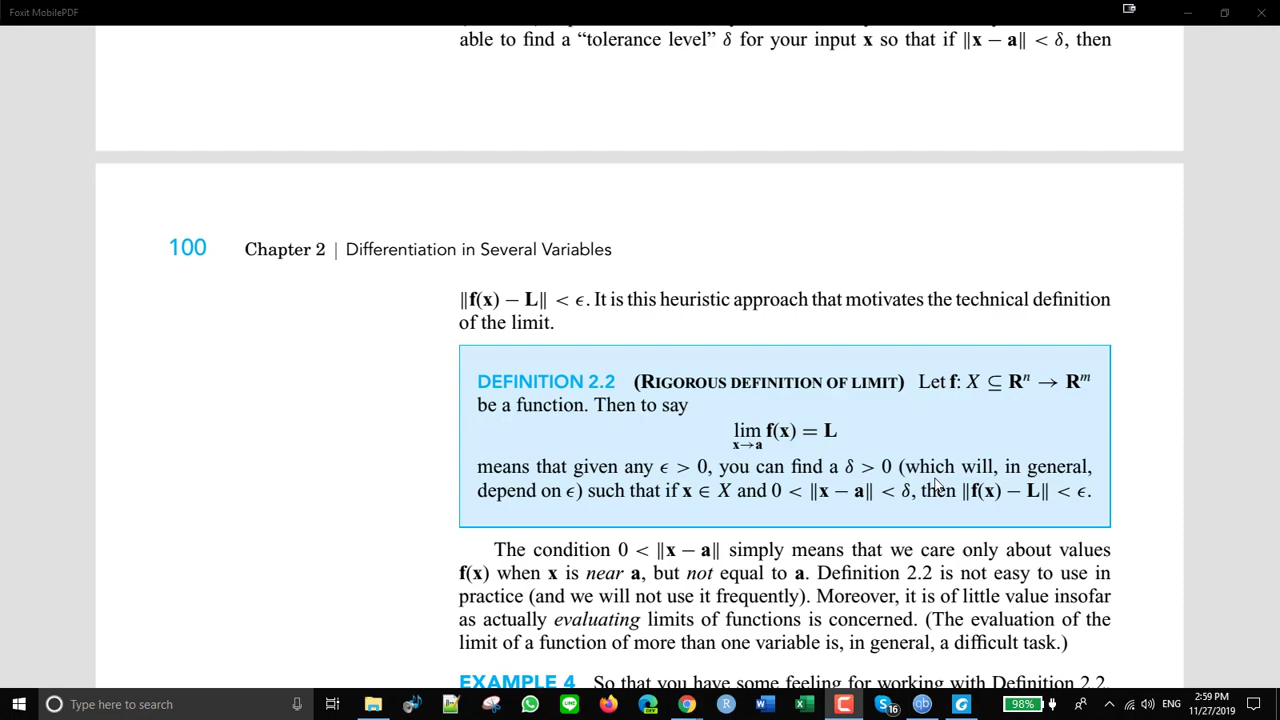 Foxit MobilePDF
able to find a “tolerance level” δ for your input x so that if ‖x − a‖ < δ, then
100 Chapter 2 | Differentiation in Several Variables
‖f(x) − L‖ < ϵ. It is this heuristic approach that motivates the technical definition
of the limit.
DEFINITION 2.2 (RIGOROUS DEFINITION OF LIMIT) Let f: X ⊆ Rⁿ → Rᵐ
be a function. Then to say
lim f(x) = L
x→a
means that given any ϵ > 0, you can find a δ > 0 (which will, in general,
depend on ϵ) such that if x ∈ X and 0 < ‖x − a‖ < δ, then ‖f(x) − L‖ < ϵ.
The condition 0 < ‖x − a‖ simply means that we care only about values
f(x) when x is near a, but not equal to a. Definition 2.2 is not easy to use in
practice (and we will not use it frequently). Moreover, it is of little value insofar
as actually evaluating limits of functions is concerned. (The evaluation of the
limit of a function of more than one variable is, in general, a difficult task.)
EXAMPLE 4 So that you have some feeling for working with Definition 2.2,
Type here to search
16
98%
ENG
2:59 PM
11/27/2019